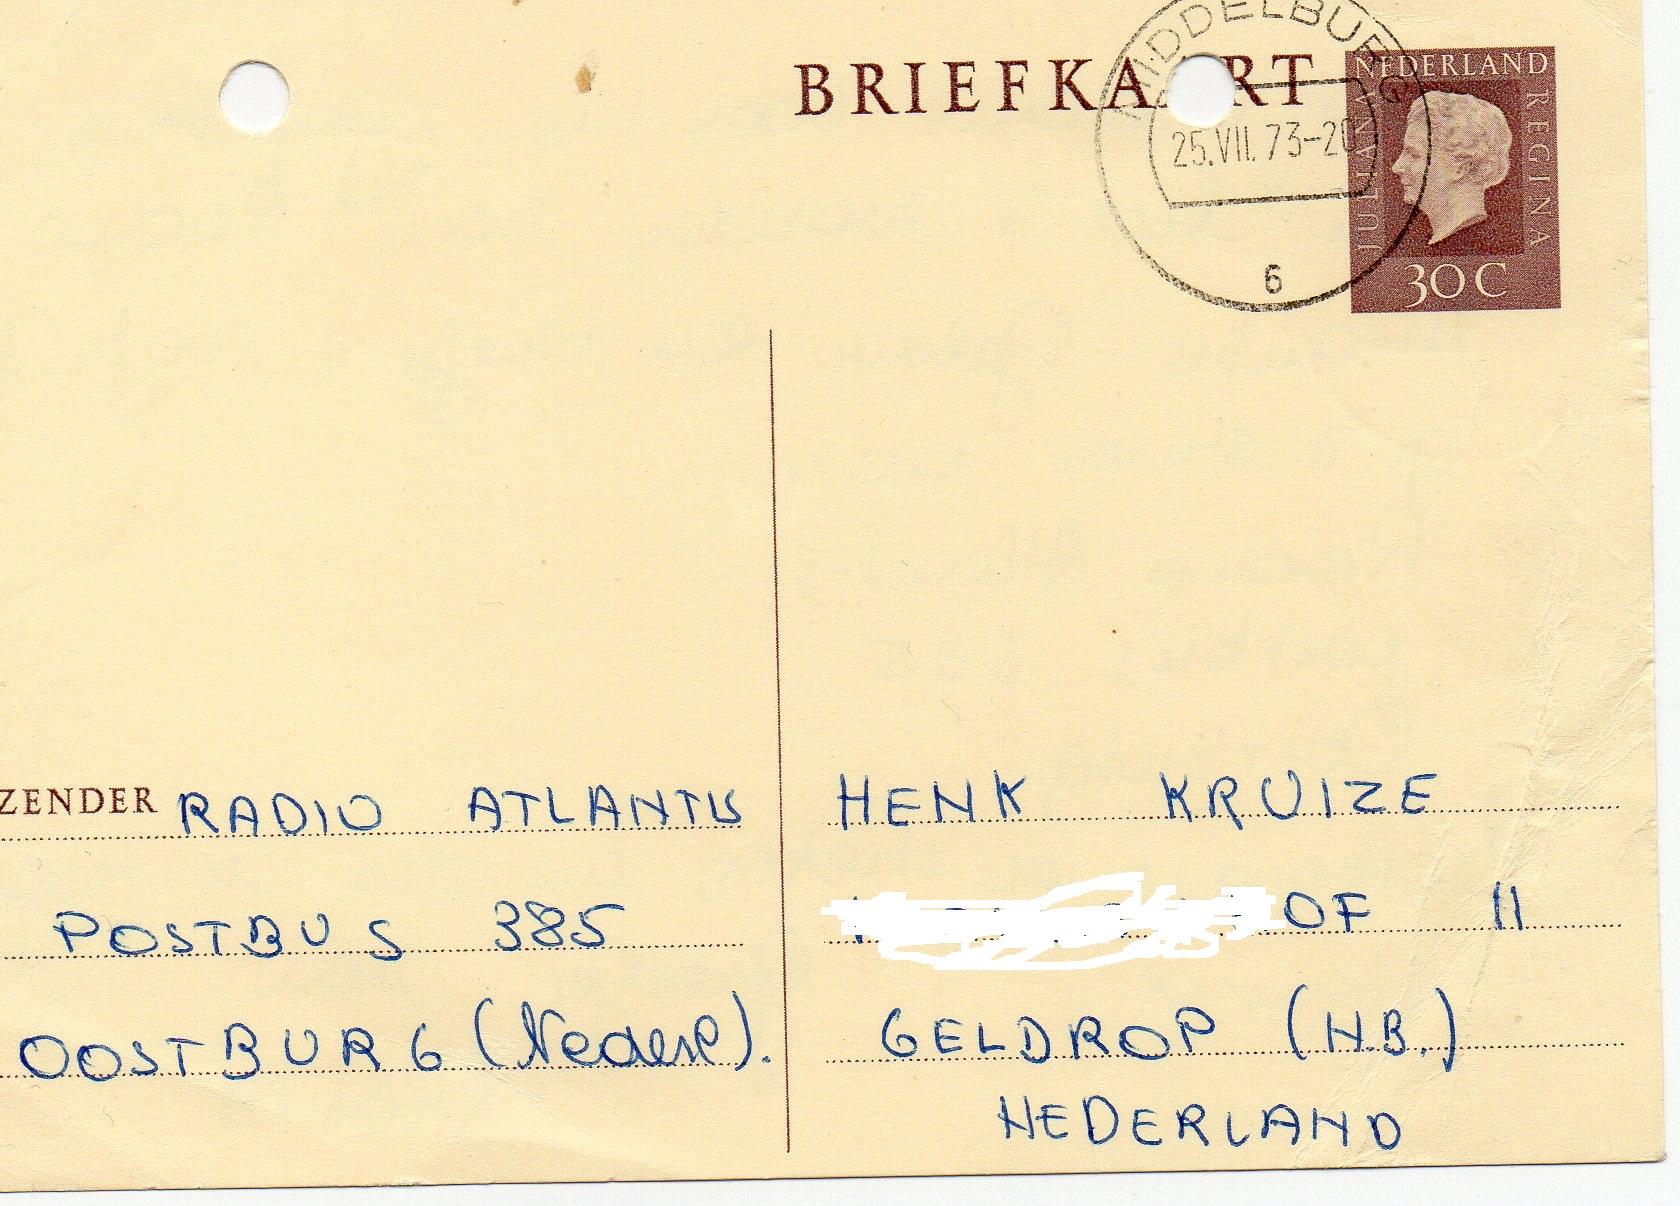 MIDDELBURG
BRIEFKAART
25.VII.73-20
6
NEDERLAND
JULIANA
REGINA
30 C
ZENDER RADIO ATLANTIS
POSTBUS 385
OOSTBURG (Nederl).
HENK KRUIZE
OF 11
GELDROP (N.B.)
NEDERLAND